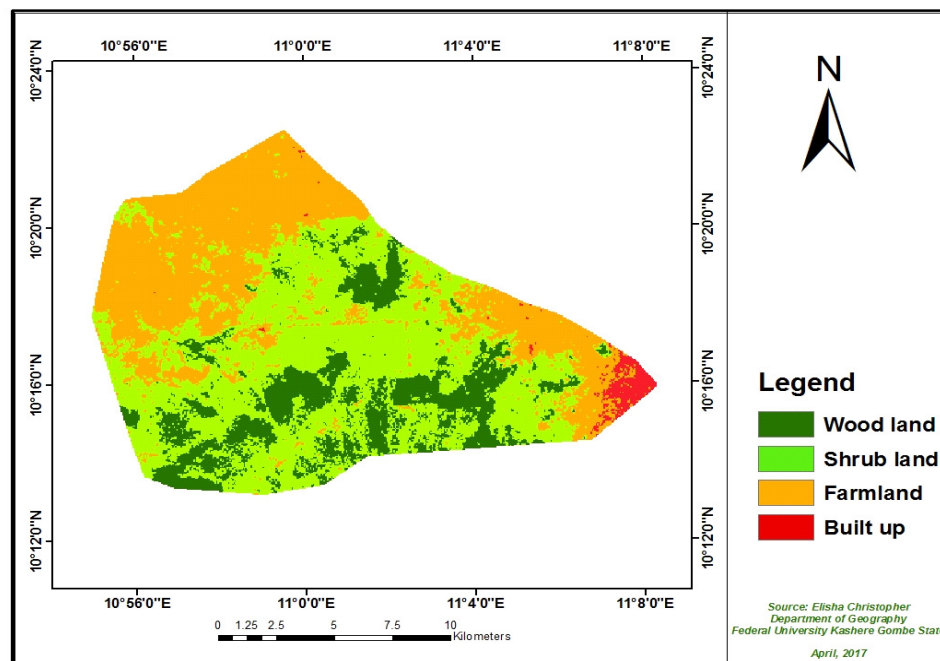 10°56'0"E 11°0'0"E 11°4'0"E 11°8'0"E
10°24'0"N 10°24'0"N
N
10°20'0"N 10°20'0"N
10°16'0"N 10°16'0"N
Legend
Wood land
Shrub land
Farmland
Built up
10°12'0"N 10°12'0"N
10°56'0"E 11°0'0"E 11°4'0"E 11°8'0"E
0 1.25 2.5 5 7.5 10
Kilometers
Source: Elisha Christopher
Department of Geography
Federal University Kashere Gombe State
April, 2017